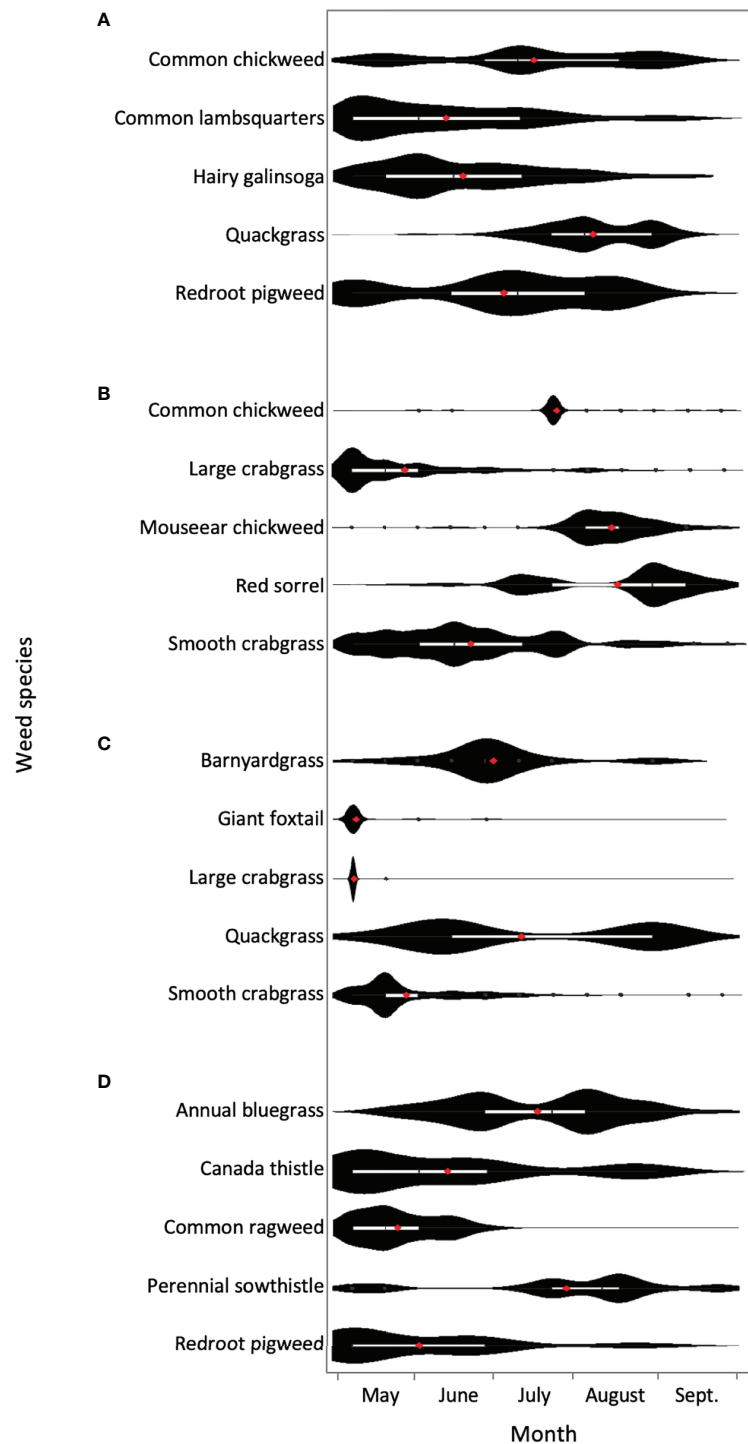 A
Common chickweed
Common lambsquarters
Hairy galinsoga
Quackgrass
Redroot pigweed
B
Common chickweed
Large crabgrass
Mouseear chickweed
Red sorrel
Smooth crabgrass
Weed species
C
Barnyardgrass
Giant foxtail
Large crabgrass
Quackgrass
Smooth crabgrass
D
Annual bluegrass
Canada thistle
Common ragweed
Perennial sowthistle
Redroot pigweed
May June July August Sept.
Month